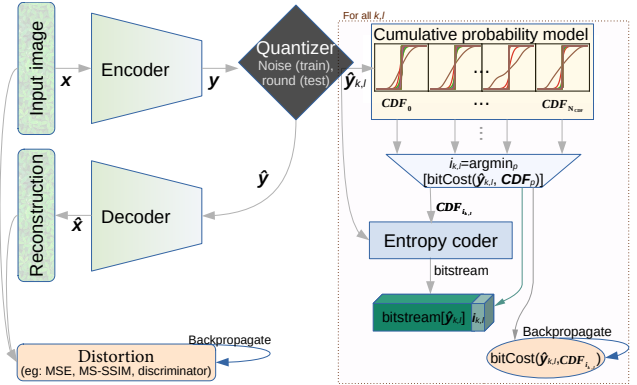 For all k,l
Input image
x
Encoder
y
Quantizer
Noise (train),
round (test)
ŷk,l
Cumulative probability model
...
CDF0
...
CDFNCDF
ik,l=argminp
[bitCost(ŷk,l, CDFp)]
ŷ
CDFik,l
Reconstruction
x̂
Decoder
Entropy coder
bitstream
bitstream[ŷk,l]
ik,l
Backpropagate
Distortion
(eg: MSE, MS-SSIM, discriminator)
Backpropagate
bitCost(ŷk,l,CDFik,l)